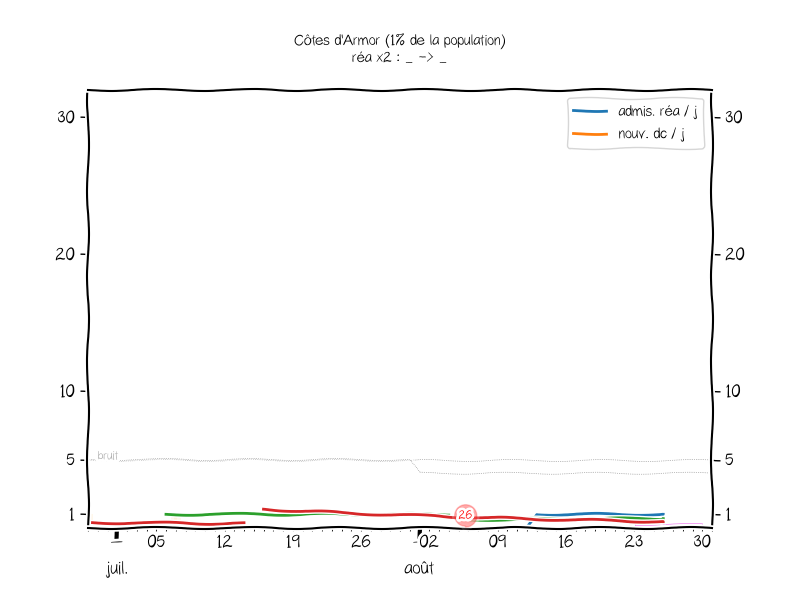 Côtes d'Armor (1% de la population)
réa x2 : _ -> _
admis. réa / j
nouv. dc / j
30
30
20
20
10
10
5
bruit
5
1
26
1
05 12 19 26 02 09 16 23 30
juil. août